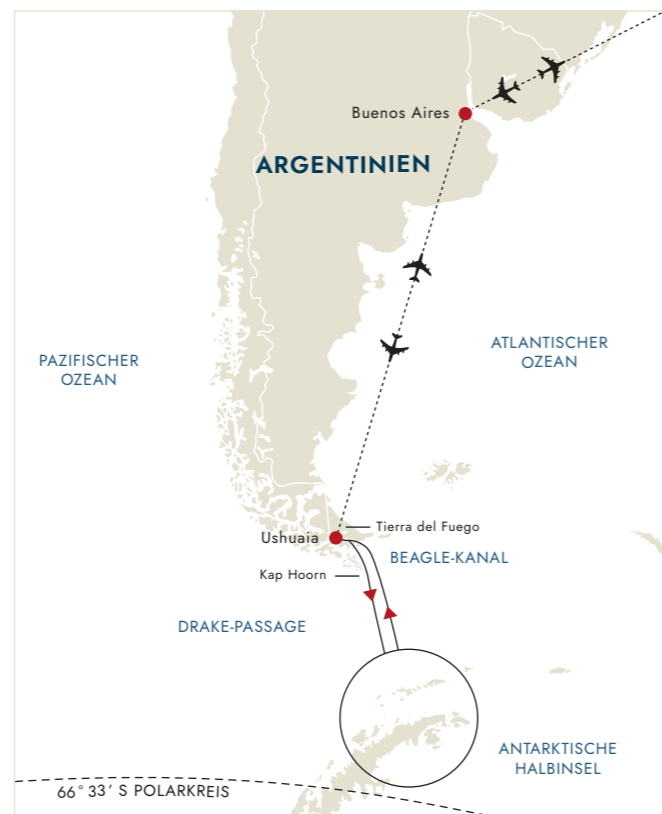 Buenos Aires
ARGENTINIEN
PAZIFISCHER
OZEAN
ATLANTISCHER
OZEAN
Tierra del Fuego
Ushuaia
BEAGLE-KANAL
Kap Hoorn
DRAKE-PASSAGE
ANTARKTISCHE
HALBINSEL
66° 33’ S POLARKREIS